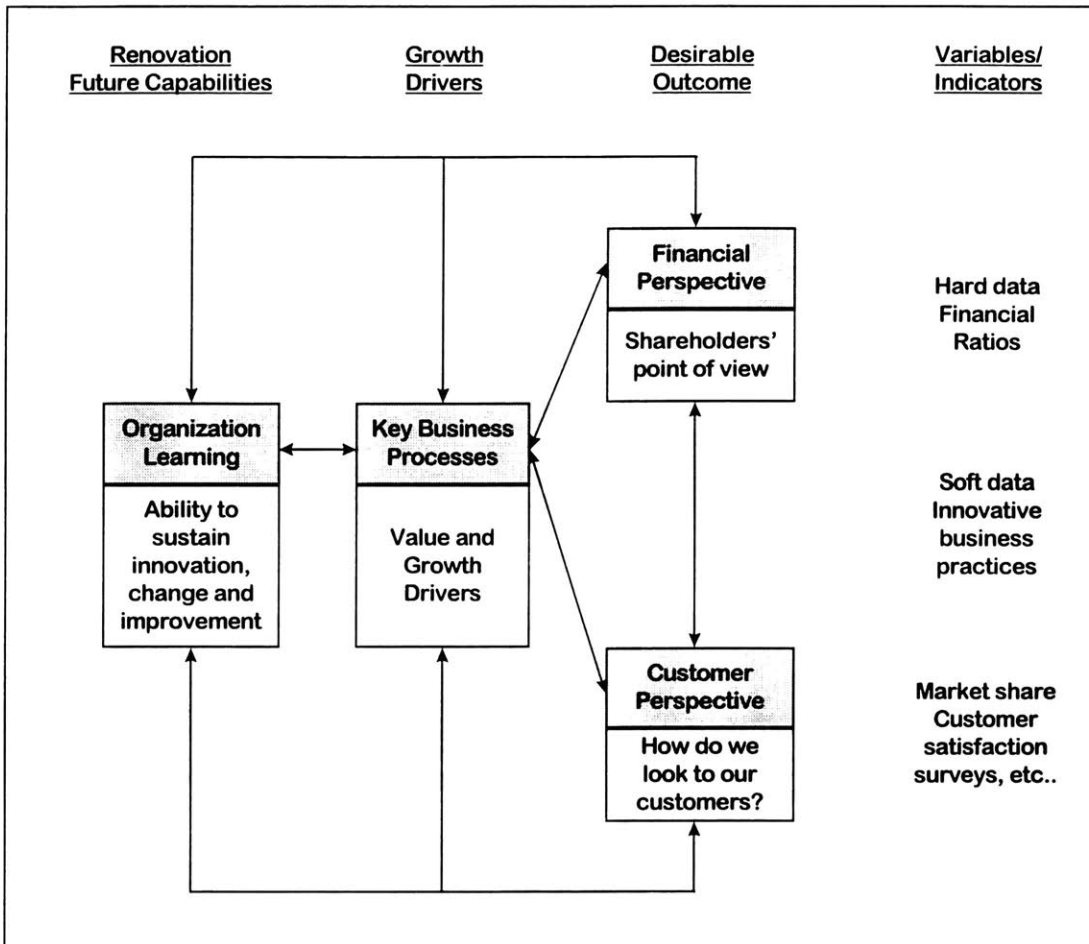 Renovation
Future Capabilities
Growth
Drivers
Desirable
Outcome
Variables/
Indicators
Financial
Perspective
Shareholders'
point of view
Hard data
Financial
Ratios
Organization
Learning
Ability to
sustain
innovation,
change and
improvement
Key Business
Processes
Value and
Growth
Drivers
Soft data
Innovative
business
practices
Customer
Perspective
How do we
look to our
customers?
Market share
Customer
satisfaction
surveys, etc..